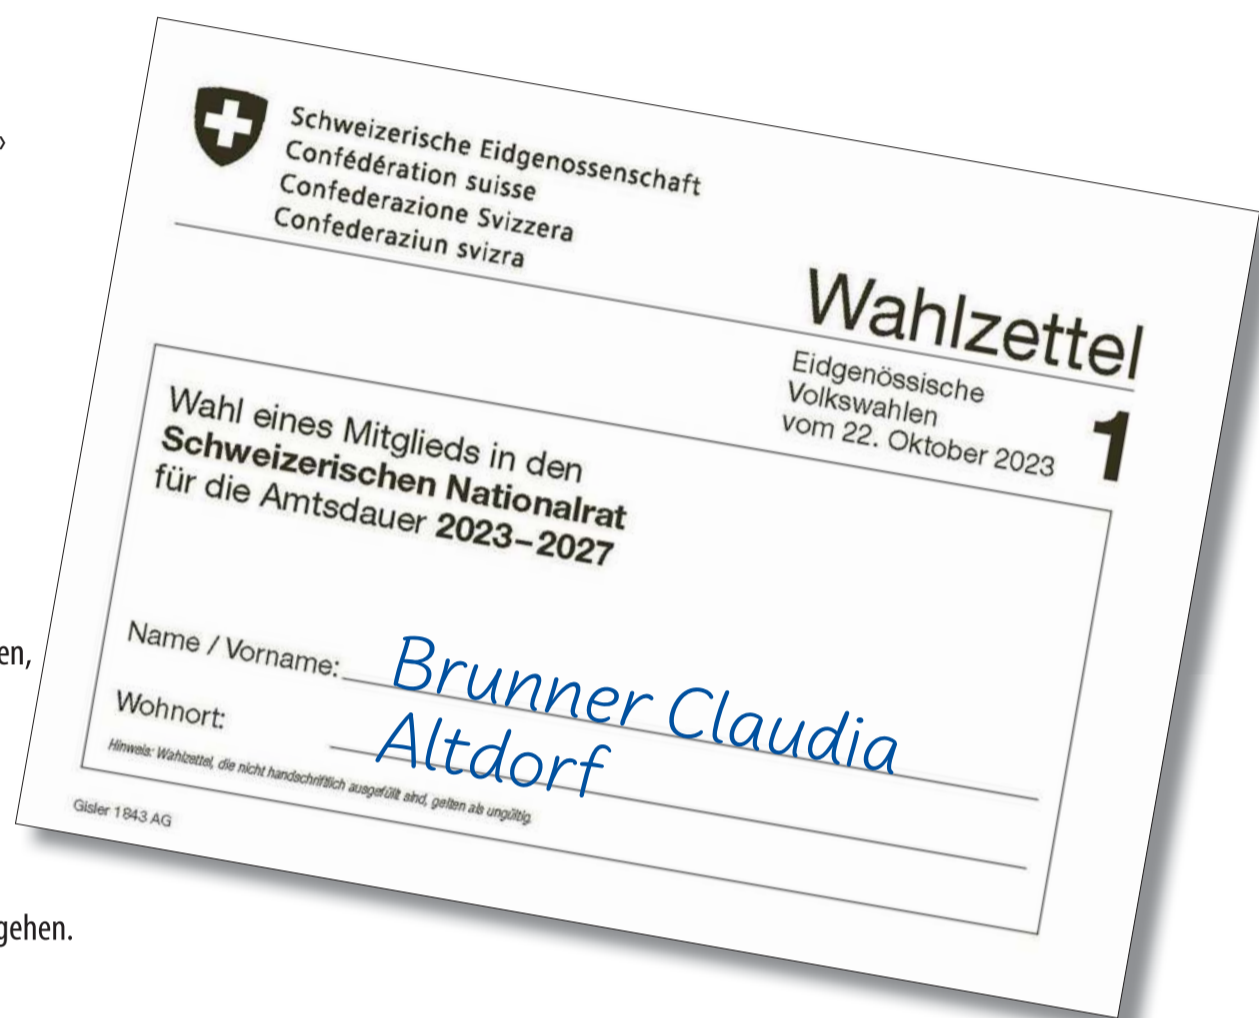 ›
Schweizerische Eidgenossenschaft
Confédération suisse
Confederazione Svizzera
Confederaziun svizra
Wahlzettel
Eidgenössische
Volkswahlen
vom 22. Oktober 2023
1
Wahl eines Mitglieds in den
Schweizerischen Nationalrat
für die Amtsdauer 2023–2027
en,
Name / Vorname: Brunner Claudia
Wohnort: Altdorf
Hinweis: Wahlzettel, die nicht handschriftlich ausgefüllt sind, gelten als ungültig.
Gisler 1843 AG
gehen.